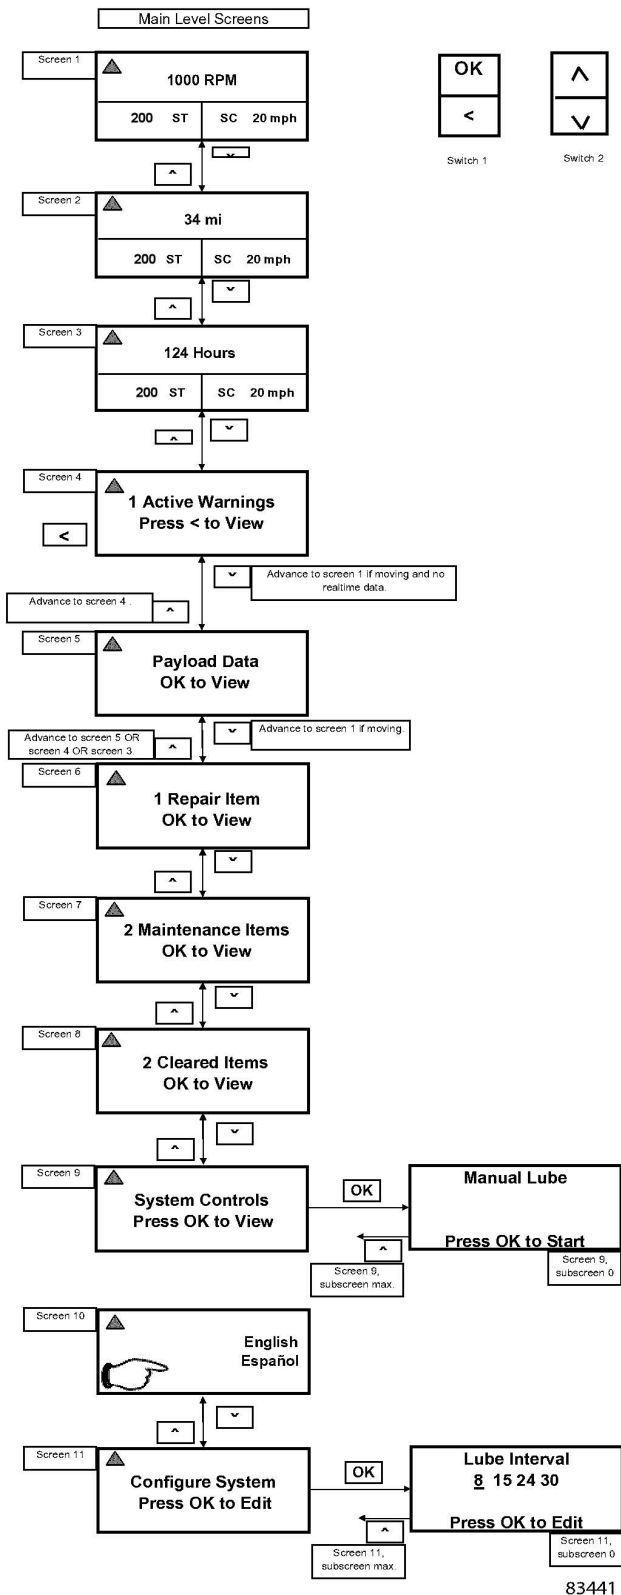 Main Level Screens
Screen 1
1000 RPM
200 ST SC 20 mph
OK
<
Switch 1
^
v
Switch 2
v
^
Screen 2
34 mi
200 ST SC 20 mph
v
^
Screen 3
124 Hours
200 ST SC 20 mph
v
^
Screen 4
1 Active Warnings
Press < to View
<
v
Advance to screen 1 if moving and no
realtime data.
Advance to screen 4 .
^
Screen 5
Payload Data
OK to View
v
Advance to screen 1 if moving.
Advance to screen 5 OR
screen 4 OR screen 3.
^
Screen 6
1 Repair Item
OK to View
v
^
Screen 7
2 Maintenance Items
OK to View
v
^
Screen 8
2 Cleared Items
OK to View
v
^
Screen 9
System Controls
Press OK to View
OK
Manual Lube
Press OK to Start
^
Screen 9,
subscreen max.
Screen 9,
subscreen 0
Screen 10
English
Español
v
^
Screen 11
Configure System
Press OK to Edit
OK
Lube Interval
8 15 24 30
Press OK to Edit
^
Screen 11,
subscreen max.
Screen 11,
subscreen 0
83441